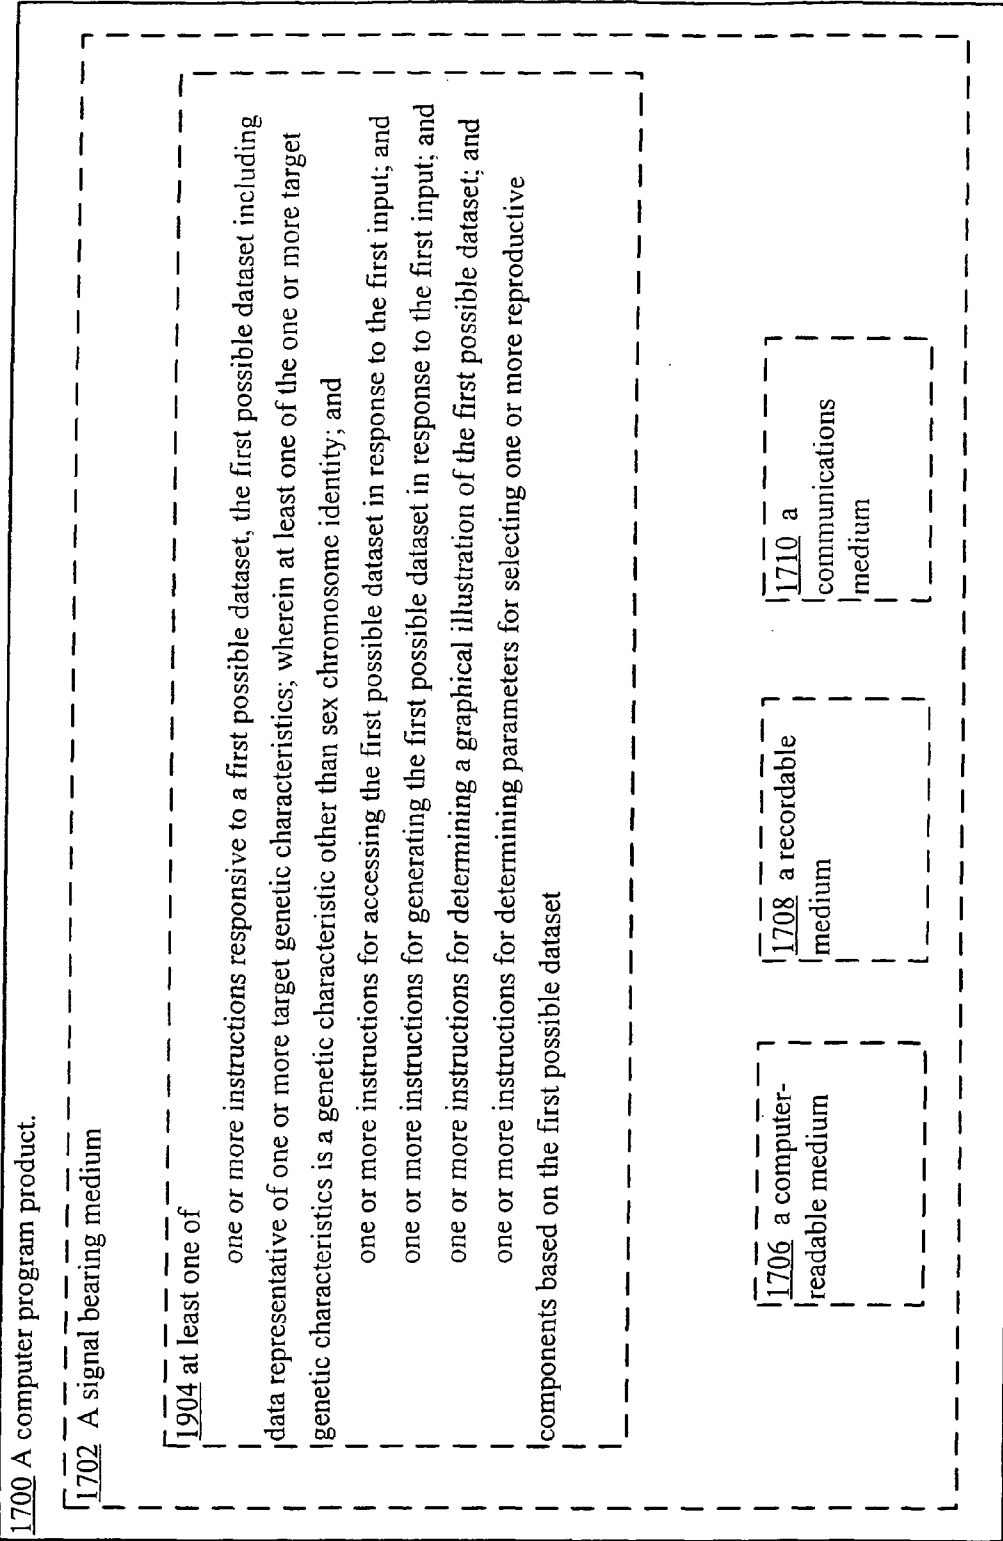 1700 A computer program product.
1702 A signal bearing medium
1904 at least one of
one or more instructions responsive to a first possible dataset, the first possible dataset including
data representative of one or more target genetic characteristics; wherein at least one of the one or more target
genetic characteristics is a genetic characteristic other than sex chromosome identity; and
one or more instructions for accessing the first possible dataset in response to the first input; and
one or more instructions for generating the first possible dataset in response to the first input; and
one or more instructions for determining a graphical illustration of the first possible dataset; and
one or more instructions for determining parameters for selecting one or more reproductive
components based on the first possible dataset
1706 a computer-
readable medium
1708 a recordable
medium
1710 a
communications
medium